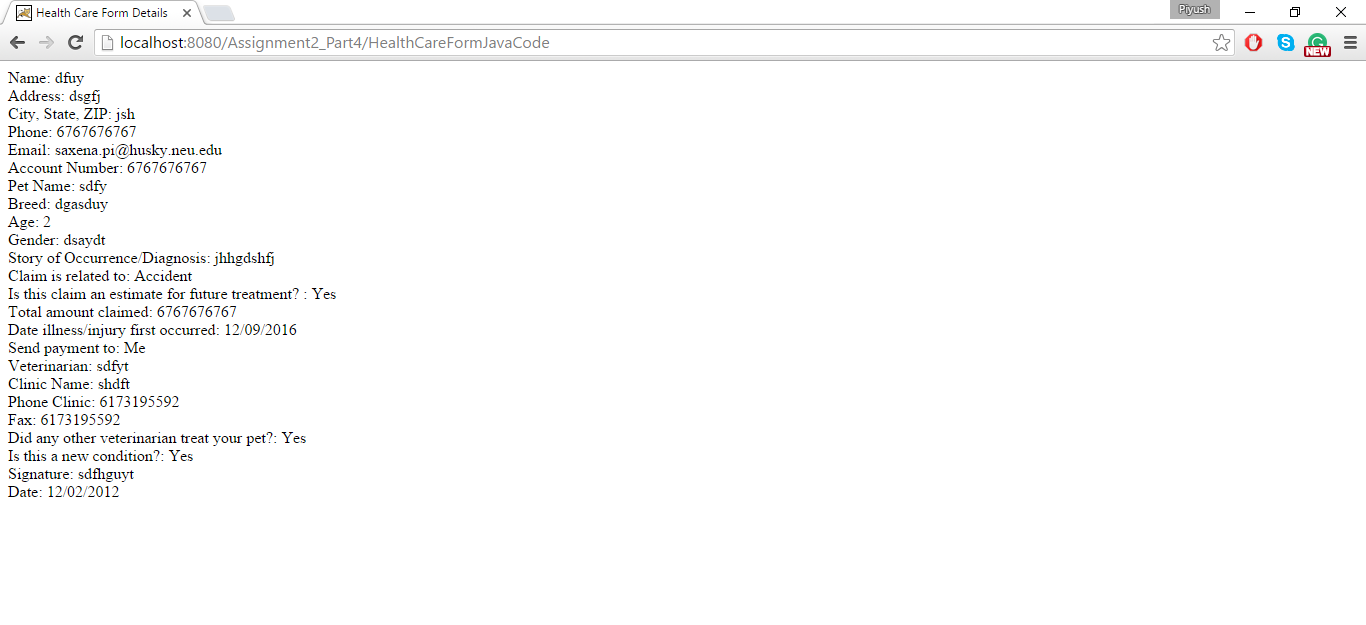 Health Care Form Details
Piyush
localhost:8080/Assignment2_Part4/HealthCareFormJavaCode
NEW
Name: dfuy
Address: dsgfj
City, State, ZIP: jsh
Phone: 6767676767
Email: saxena.pi@husky.neu.edu
Account Number: 6767676767
Pet Name: sdfy
Breed: dgasduy
Age: 2
Gender: dsaydt
Story of Occurrence/Diagnosis: jhhgdshfj
Claim is related to: Accident
Is this claim an estimate for future treatment? : Yes
Total amount claimed: 6767676767
Date illness/injury first occurred: 12/09/2016
Send payment to: Me
Veterinarian: sdfyt
Clinic Name: shdft
Phone Clinic: 6173195592
Fax: 6173195592
Did any other veterinarian treat your pet?: Yes
Is this a new condition?: Yes
Signature: sdfhguyt
Date: 12/02/2012